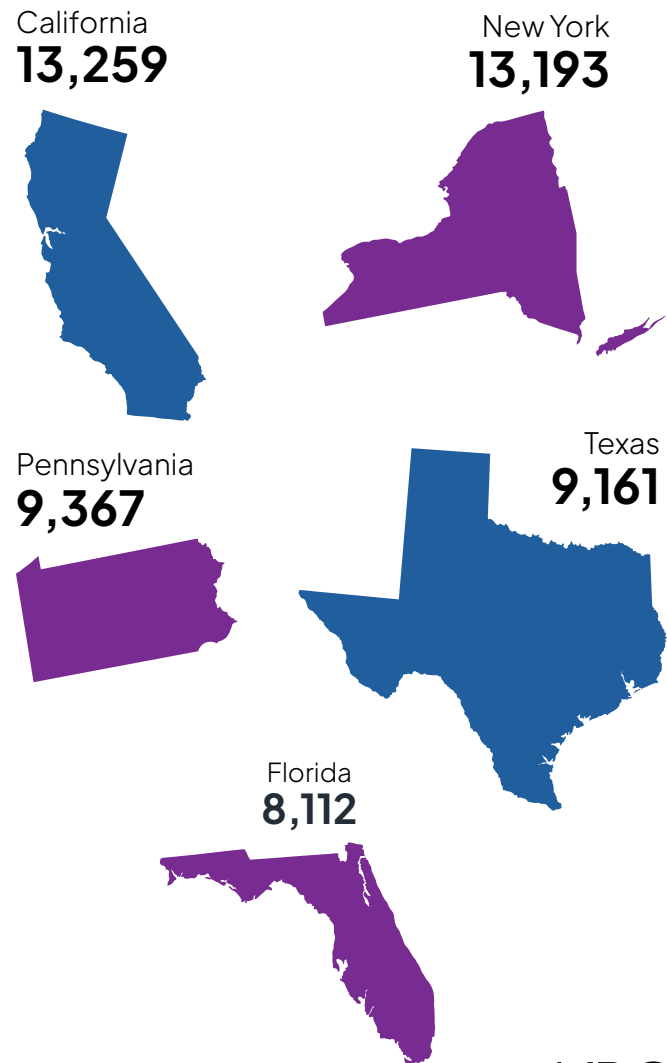 California
13,259
New York
13,193
Pennsylvania
9,367
Texas
9,161
Florida
8,112